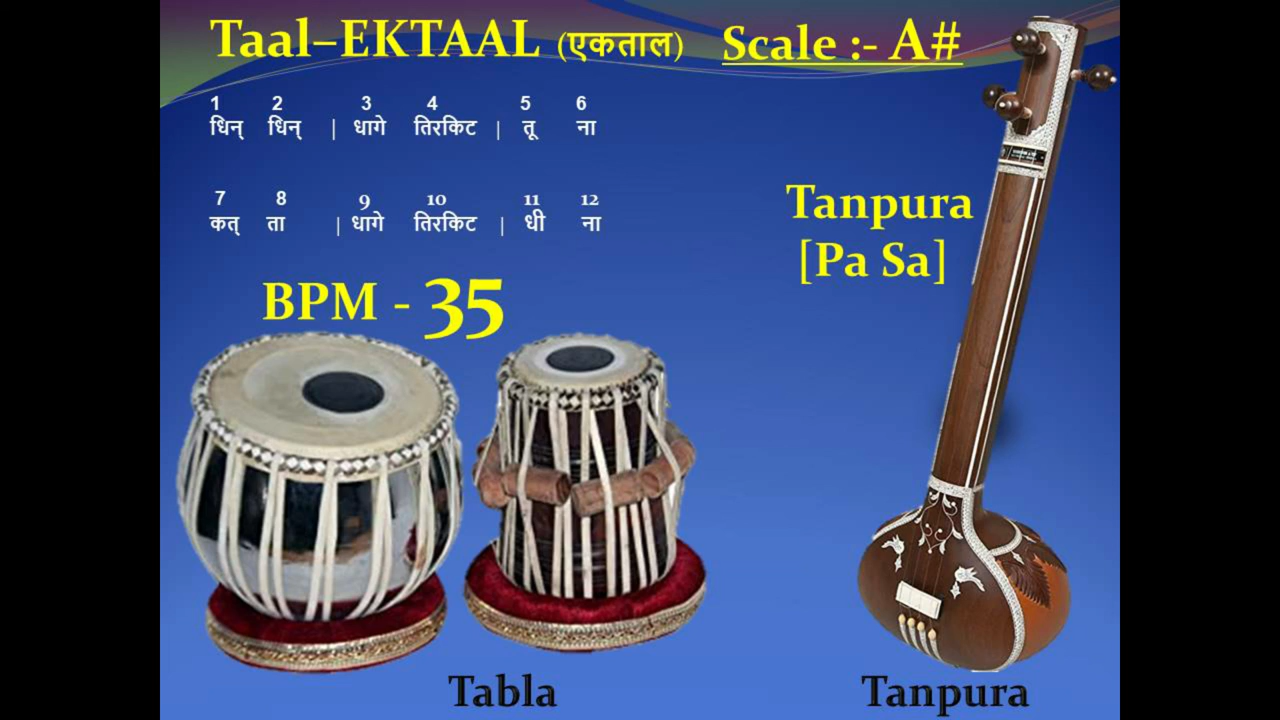 Taal–EKTAAL (एकताल) Scale :- A#
1 2 3 4 5 6
धिन् धिन् | धागे तिरकिट | तू ना
7 8 9 10 11 12
कत् ता | धागे तिरकिट | धी ना
BPM - 35
Tanpura
[Pa Sa]
Tabla
Tanpura